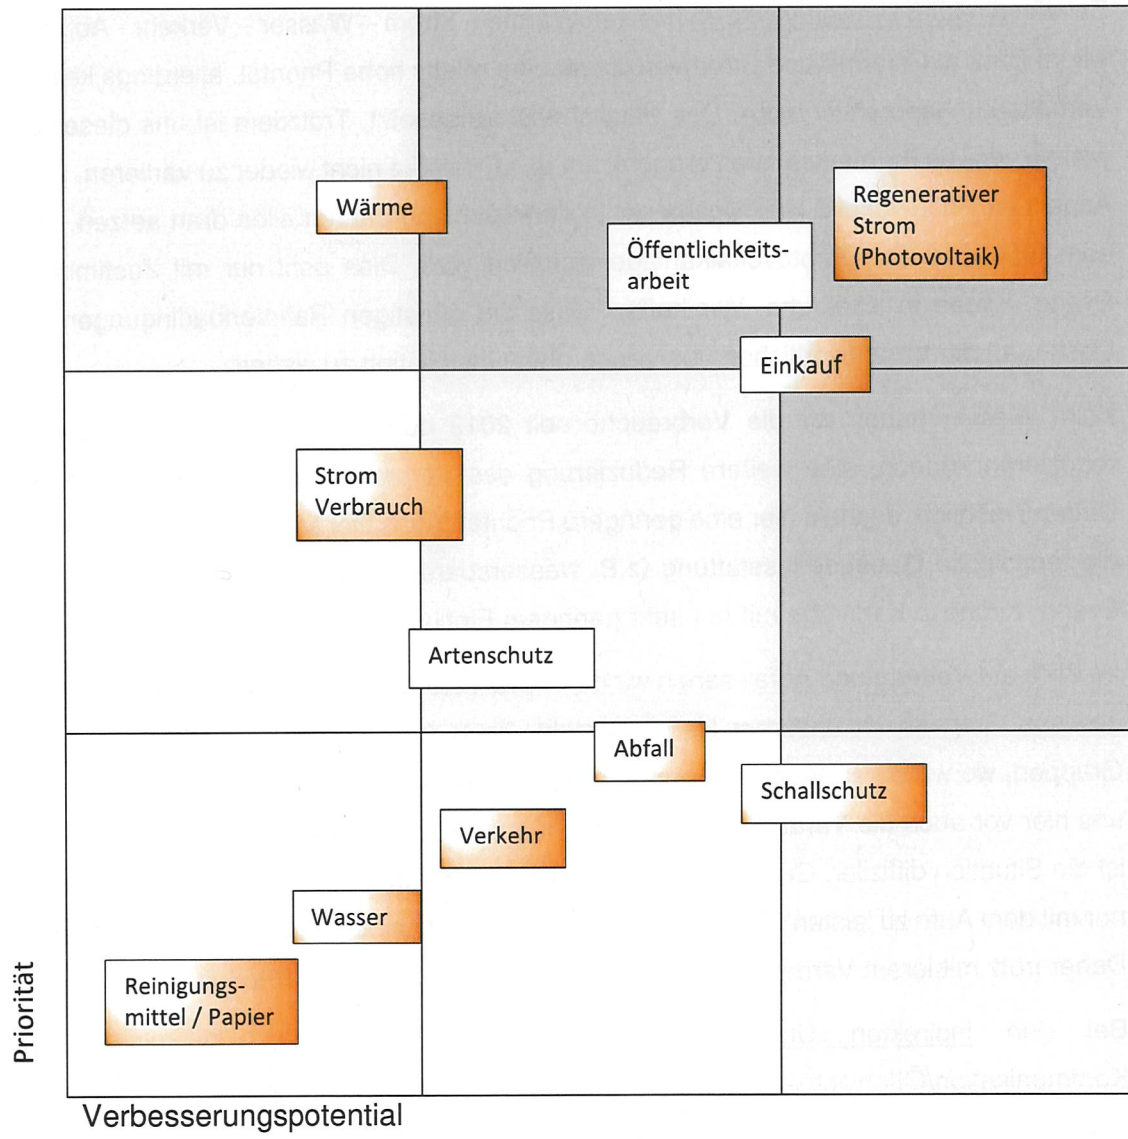 Wärme
Regenerativer
Strom
(Photovoltaik)
Öffentlichkeits-
arbeit
Einkauf
Strom
Verbrauch
Artenschutz
Abfall
Schallschutz
Verkehr
Wasser
Reinigungs-
mittel / Papier
Priorität
Verbesserungspotential